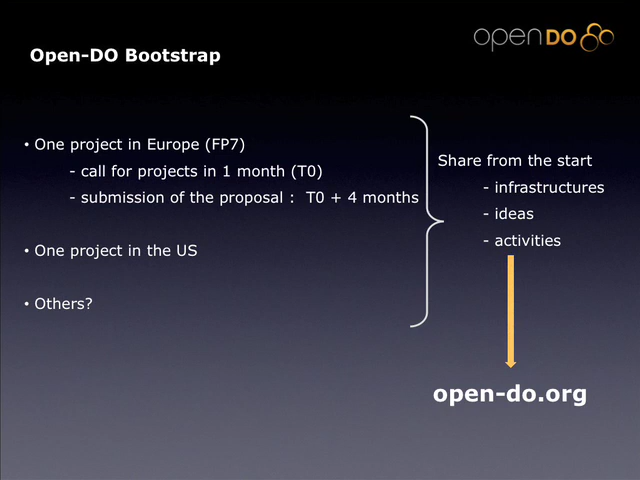 open DO
Open-DO Bootstrap
• One project in Europe (FP7)
- call for projects in 1 month (T0)
- submission of the proposal : T0 + 4 months
• One project in the US
• Others?
Share from the start
- infrastructures
- ideas
- activities
open-do.org